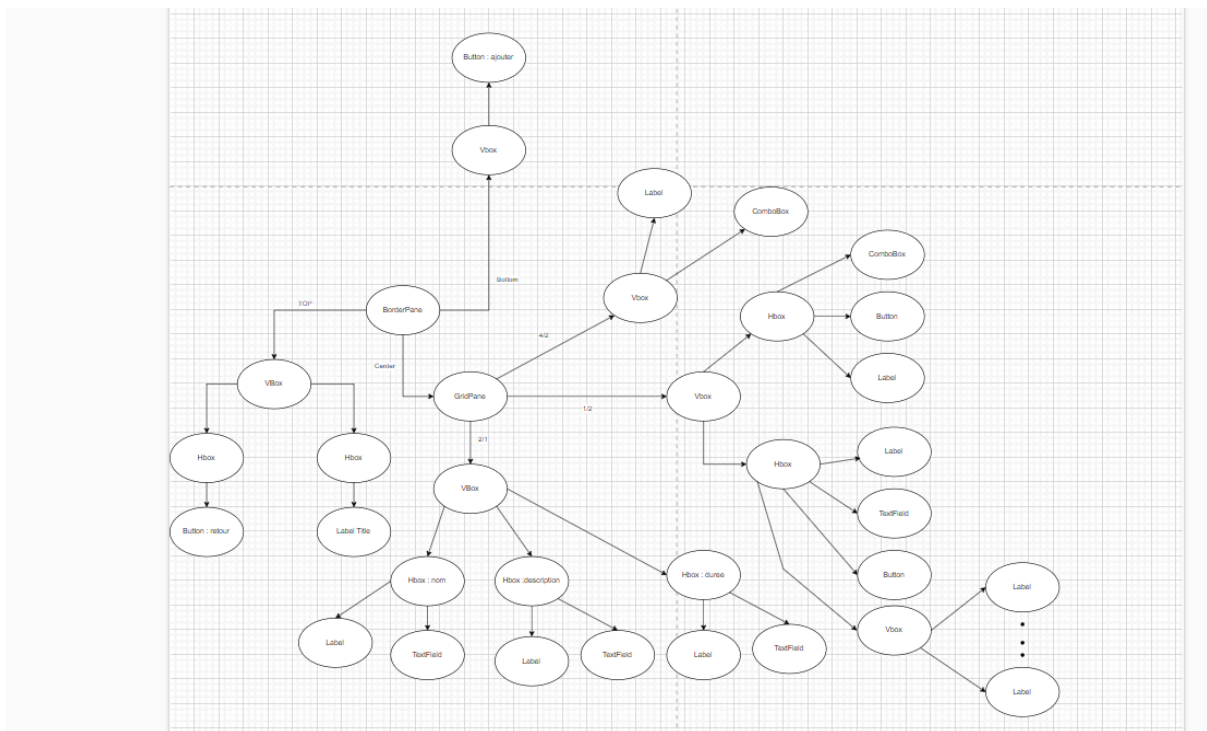 Button : ajouter
Vbox
Label
ComboBox
ComboBox
Bottom
Vbox
TOP
BorderPane
Hbox
Button
4/2
Center
Label
VBox
GridPane
Vbox
1/2
2/1
Label
Hbox
Hbox
Hbox
VBox
TextField
Button : retour
Label Title
Hbox : nom
Hbox :description
Hbox : duree
Button
Label
Vbox
Label
TextField
Label
TextField
Label
TextField
Label